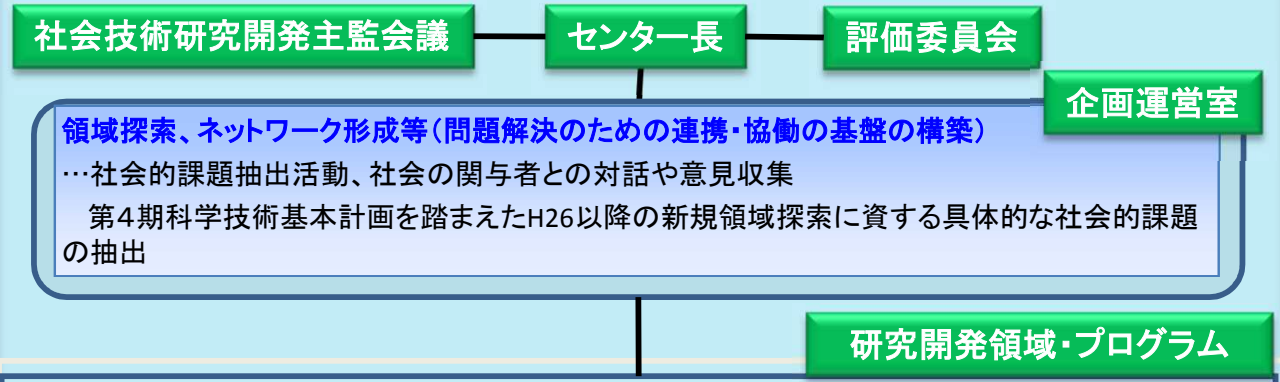 社会技術研究開発主監会議
センター長
評価委員会
企画運営室
領域探索、ネットワーク形成等(問題解決のための連携・協働の基盤の構築)
…社会的課題抽出活動、社会の関与者との対話や意見収集
第4期科学技術基本計画を踏まえたH26以降の新規領域探索に資する具体的な社会的課題
の抽出
研究開発領域・プログラム